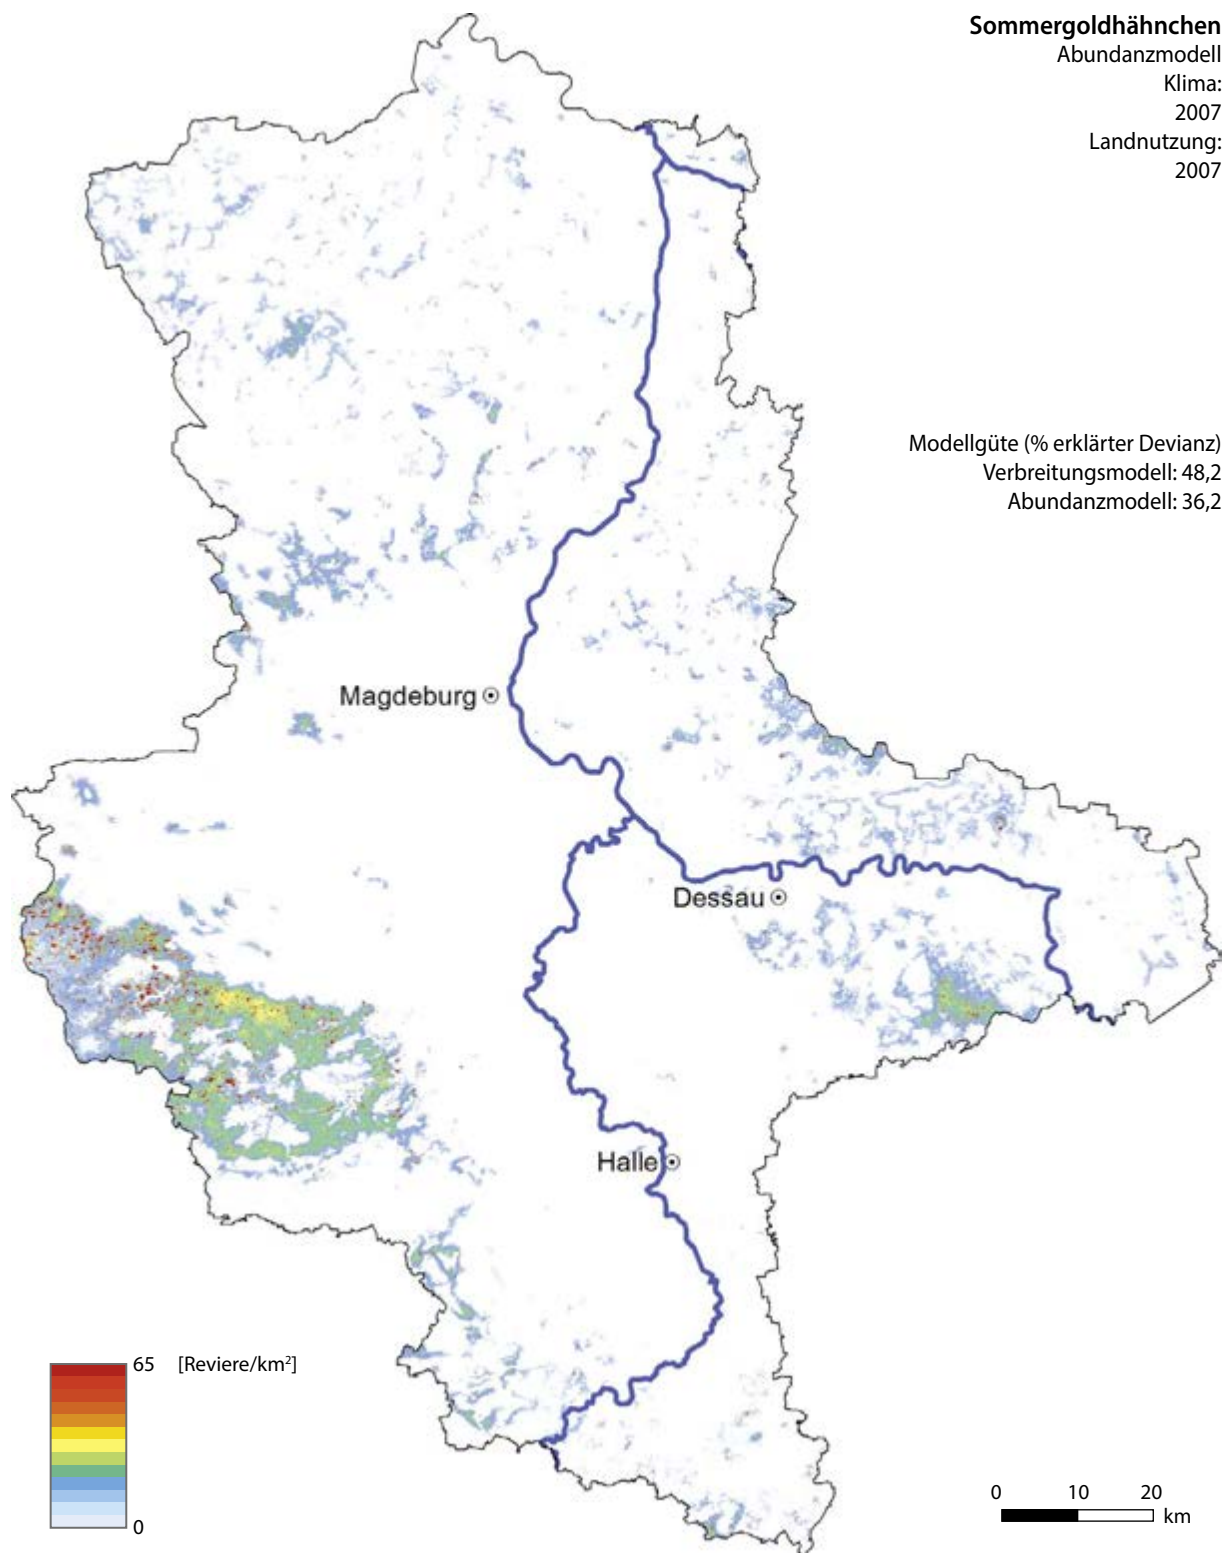 Sommergoldhähnchen
Abundanzmodell
Klima:
2007
Landnutzung:
2007
Modellgüte (% erklärter Devianz)
Verbreitungsmodell: 48,2
Abundanzmodell: 36,2
Magdeburg
Dessau
Halle
65 [Reviere/km²]
0
0 10 20
km